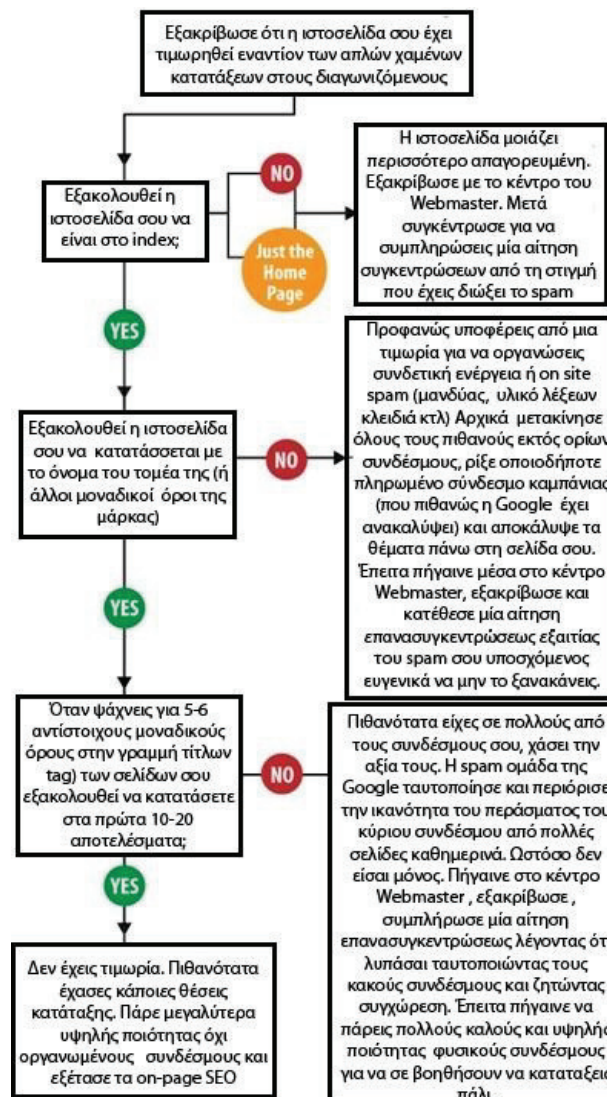 Εξακρίβωσε ότι η ιστοσελίδα σου έχει
τιμωρηθεί εναντίον των απλών χαμένων
κατατάξεων στους διαγωνιζόμενους
Εξακολουθεί η
ιστοσελίδα σου να
είναι στο index;
NO
Just the
Home
Page
Η ιστοσελίδα μοιάζει
περισσότερο απαγορευμένη.
Εξακρίβωσε με το κέντρο του
Webmaster. Μετά
συγκέντρωσε για να
συμπληρώσεις μία αίτηση
συγκεντρώσεων από τη στιγμή
που έχεις διώξει το spam
YES
Εξακολουθεί η ιστοσελίδα
σου να κατατάσσεται με
το όνομα του τομέα της (ή
άλλοι μοναδικοί όροι της
μάρκας)
NO
Προφανώς υποφέρεις από μια
τιμωρία για να οργανώσεις
συνδετική ενέργεια ή on site
spam (μανδύας, υλικό λέξεων
κλειδιά κτλ) Αρχικά μετακίνησε
όλους τους πιθανούς εκτός ορίων
συνδέσμους, ρίξε οποιοδήποτε
πληρωμένο σύνδεσμο καμπάνιας
(που πιθανώς η Google έχει
ανακαλύψει) και αποκάλυψε τα
θέματα πάνω στη σελίδα σου.
Έπειτα πήγαινε μέσα στο κέντρο
Webmaster, εξακρίβωσε και
κατέθεσε μία αίτηση
επανασυγκεντρώσεως εξαιτίας
του spam σου υποσχόμενος
ευγενικά να μην το ξανακάνεις.
YES
Όταν ψάχνεις για 5-6
αντίστοιχους μοναδικούς
όρους στην γραμμή τίτλων
tag) των σελίδων σου
εξακολουθεί να κατατάσετε
στα πρώτα 10-20
αποτελέσματα;
NO
Πιθανότατα είχες σε πολλούς από
τους συνδέσμους σου, χάσει την
αξία τους. Η spam ομάδα της
Google ταυτοποίησε και περιόρισε
την ικανότητα του περάσματος του
κύριου συνδέσμου από πολλές
σελίδες καθημερινά. Ωστόσο δεν
είσαι μόνος. Πήγαινε στο κέντρο
Webmaster , εξακρίβωσε ,
συμπλήρωσε μία αίτηση
επανασυγκεντρώσεως λέγοντας ότ
λυπάσαι ταυτοποιώντας τους
κακούς συνδέσμους και ζητώντας
συγχώρεση. Έπειτα πήγαινε να
πάρεις πολλούς καλούς και υψηλής
ποιότητας φυσικούς συνδέσμους
για να σε βοηθήσουν να καταταξεις
πάλι
YES
Δεν έχεις τιμωρία. Πιθανότατα
έχασες κάποιες θέσεις
κατάταξης. Πάρε μεγαλύτερα
υψηλής ποιότητας όχι
οργανωμένους συνδέσμους και
εξέτασε τα on-page SEO